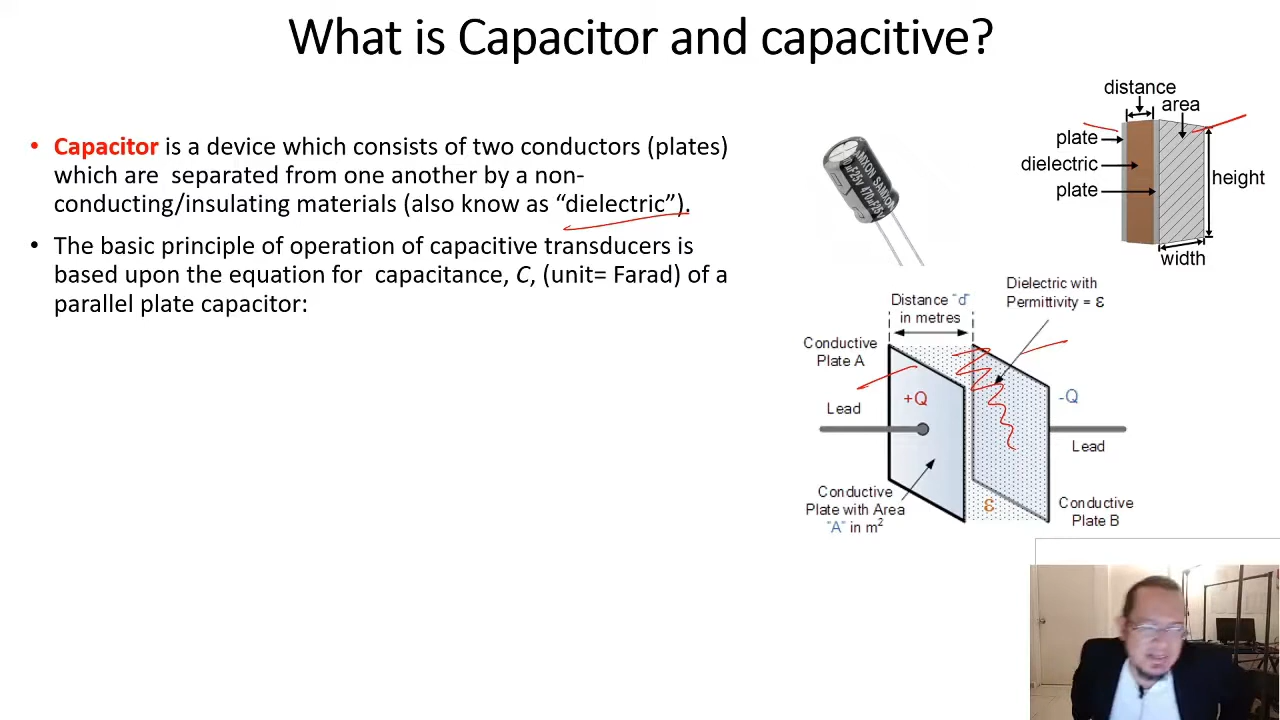 What is Capacitor and capacitive?
• Capacitor is a device which consists of two conductors (plates)
which are separated from one another by a non-
conducting/insulating materials (also know as “dielectric”).
• The basic principle of operation of capacitive transducers is
based upon the equation for capacitance, C, (unit= Farad) of a
parallel plate capacitor:
SAMXON SAMXON
470µF25V
distance
area
plate
dielectric
plate
height
width
Distance "d"
in metres
Dielectric with
Permittivity = ε
Conductive
Plate A
+Q
-Q
Lead
Lead
Conductive
Plate with Area
"A" in m²
ε
Conductive
Plate B